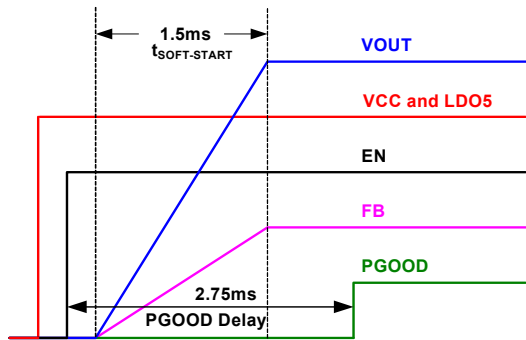 1.5ms
tSOFT-START
VOUT
VCC and LDO5
EN
FB
PGOOD
2.75ms
PGOOD Delay